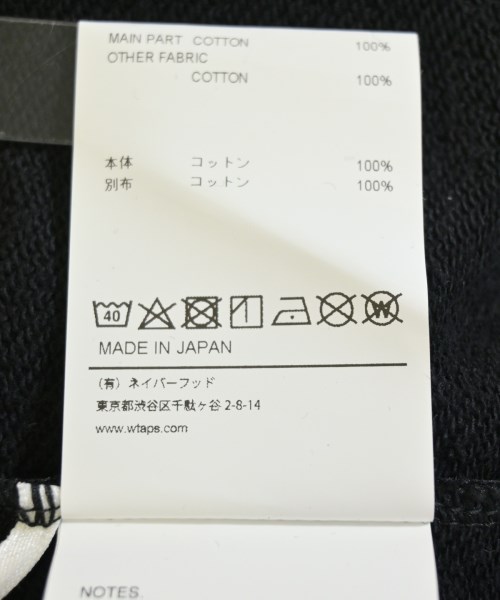 MAIN PART COTTON 100%
OTHER FABRIC
COTTON 100%
本体 コットン 100%
別布 コットン 100%
40 W
MADE IN JAPAN
(有) ネイバーフッド
東京都渋谷区千駄ヶ谷 2-8-14
www.wtaps.com
NOTES.